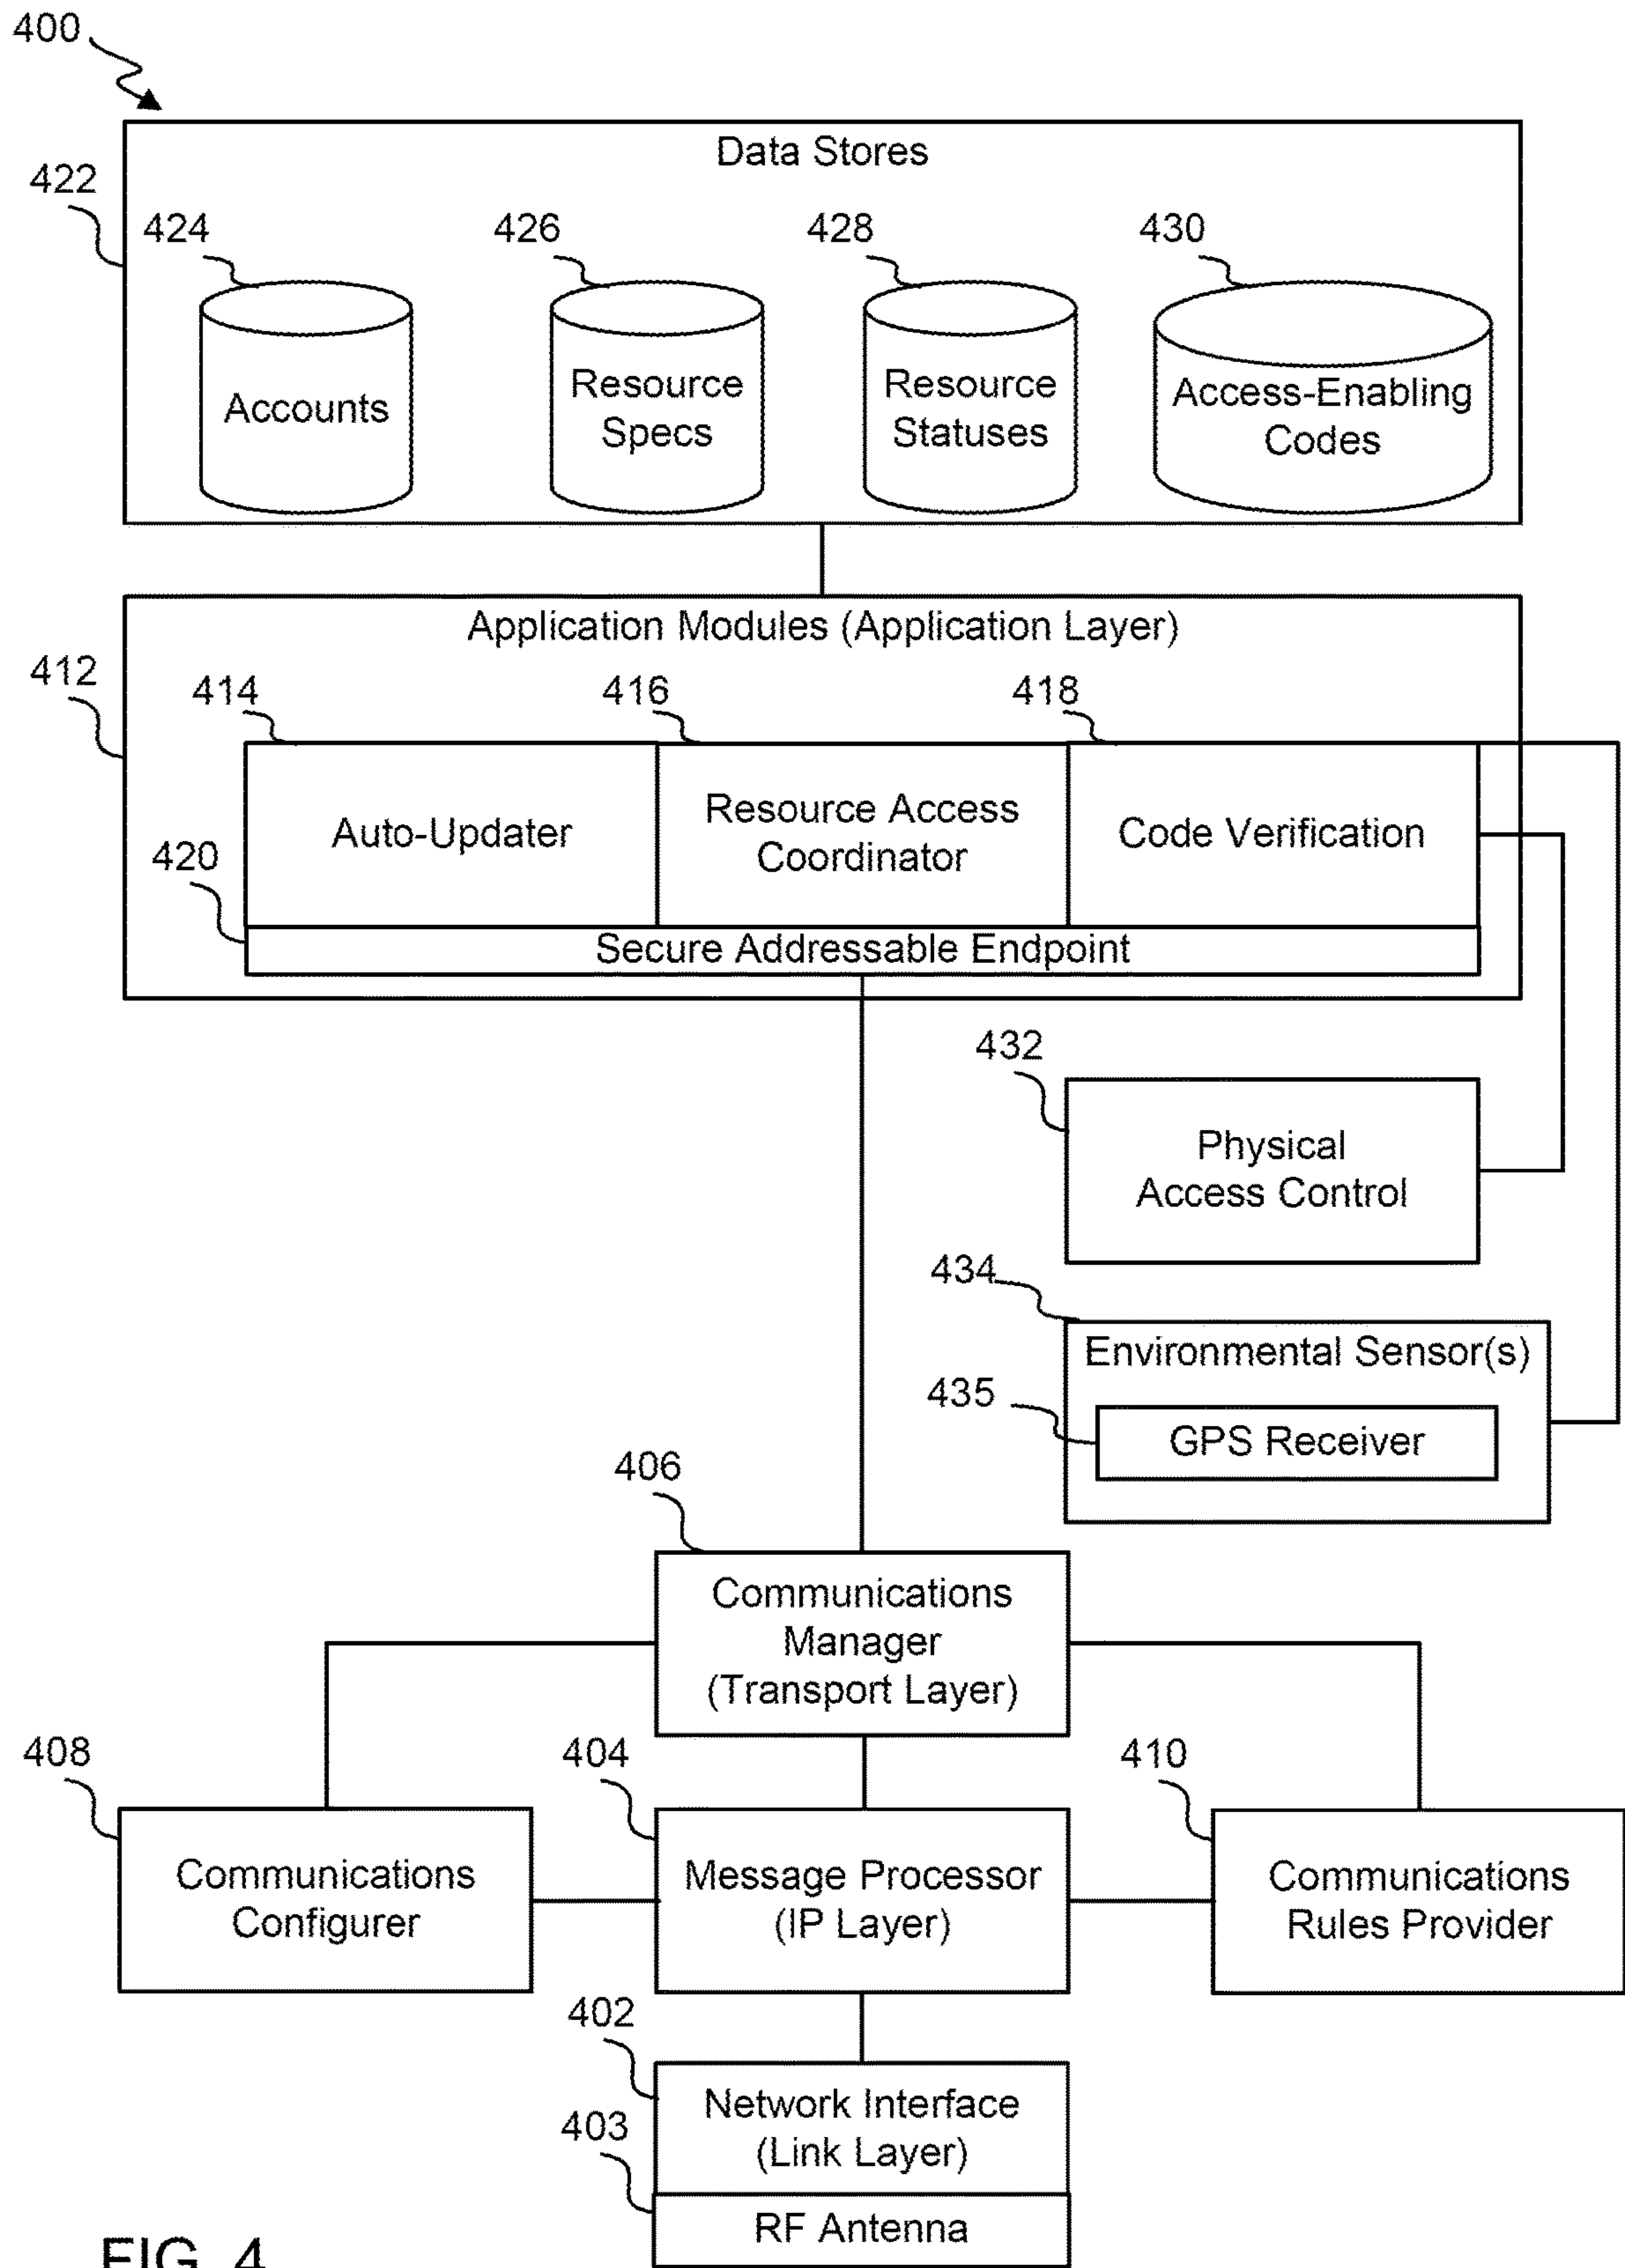 400
Data Stores
422
424
426
428
430
Accounts
Resource
Specs
Resource
Statuses
Access-Enabling
Codes
Application Modules (Application Layer)
412
414
416
418
Auto-Updater
Resource Access
Coordinator
Code Verification
420
Secure Addressable Endpoint
432
Physical
Access Control
434
Environmental Sensor(s)
435
GPS Receiver
406
Communications
Manager
(Transport Layer)
408
404
410
Communications
Configurer
Message Processor
(IP Layer)
Communications
Rules Provider
402
Network Interface
(Link Layer)
403
RF Antenna
FIG. 4